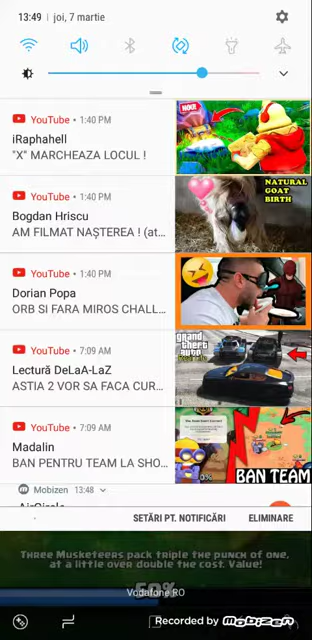 13:49 | joi, 7 martie
YouTube • 1:40 PM
iRaphahell
"X" MARCHEAZA LOCUL !
YouTube • 1:40 PM
Bogdan Hriscu
AM FILMAT NAȘTEREA ! (at...
NATURAL
GOAT
BIRTH
YouTube • 1:40 PM
Dorian Popa
ORB SI FARA MIROS CHALL...
YouTube • 7:09 AM
Lectură DeLaA-LaZ
ASTIA 2 VOR SA FACA CUR...
grand
theft
auto
YouTube • 7:09 AM
Madalin
BAN PENTRU TEAM LA SHO...
BAN TEAM
Mobizen 13:48
AirCircle
SETĂRI PT. NOTIFICĂRI
ELIMINARE
Three Musketeers pack triple the punch of one,
at a little over double the cost. Value!
Vodafone RO
Recorded by Mobizen